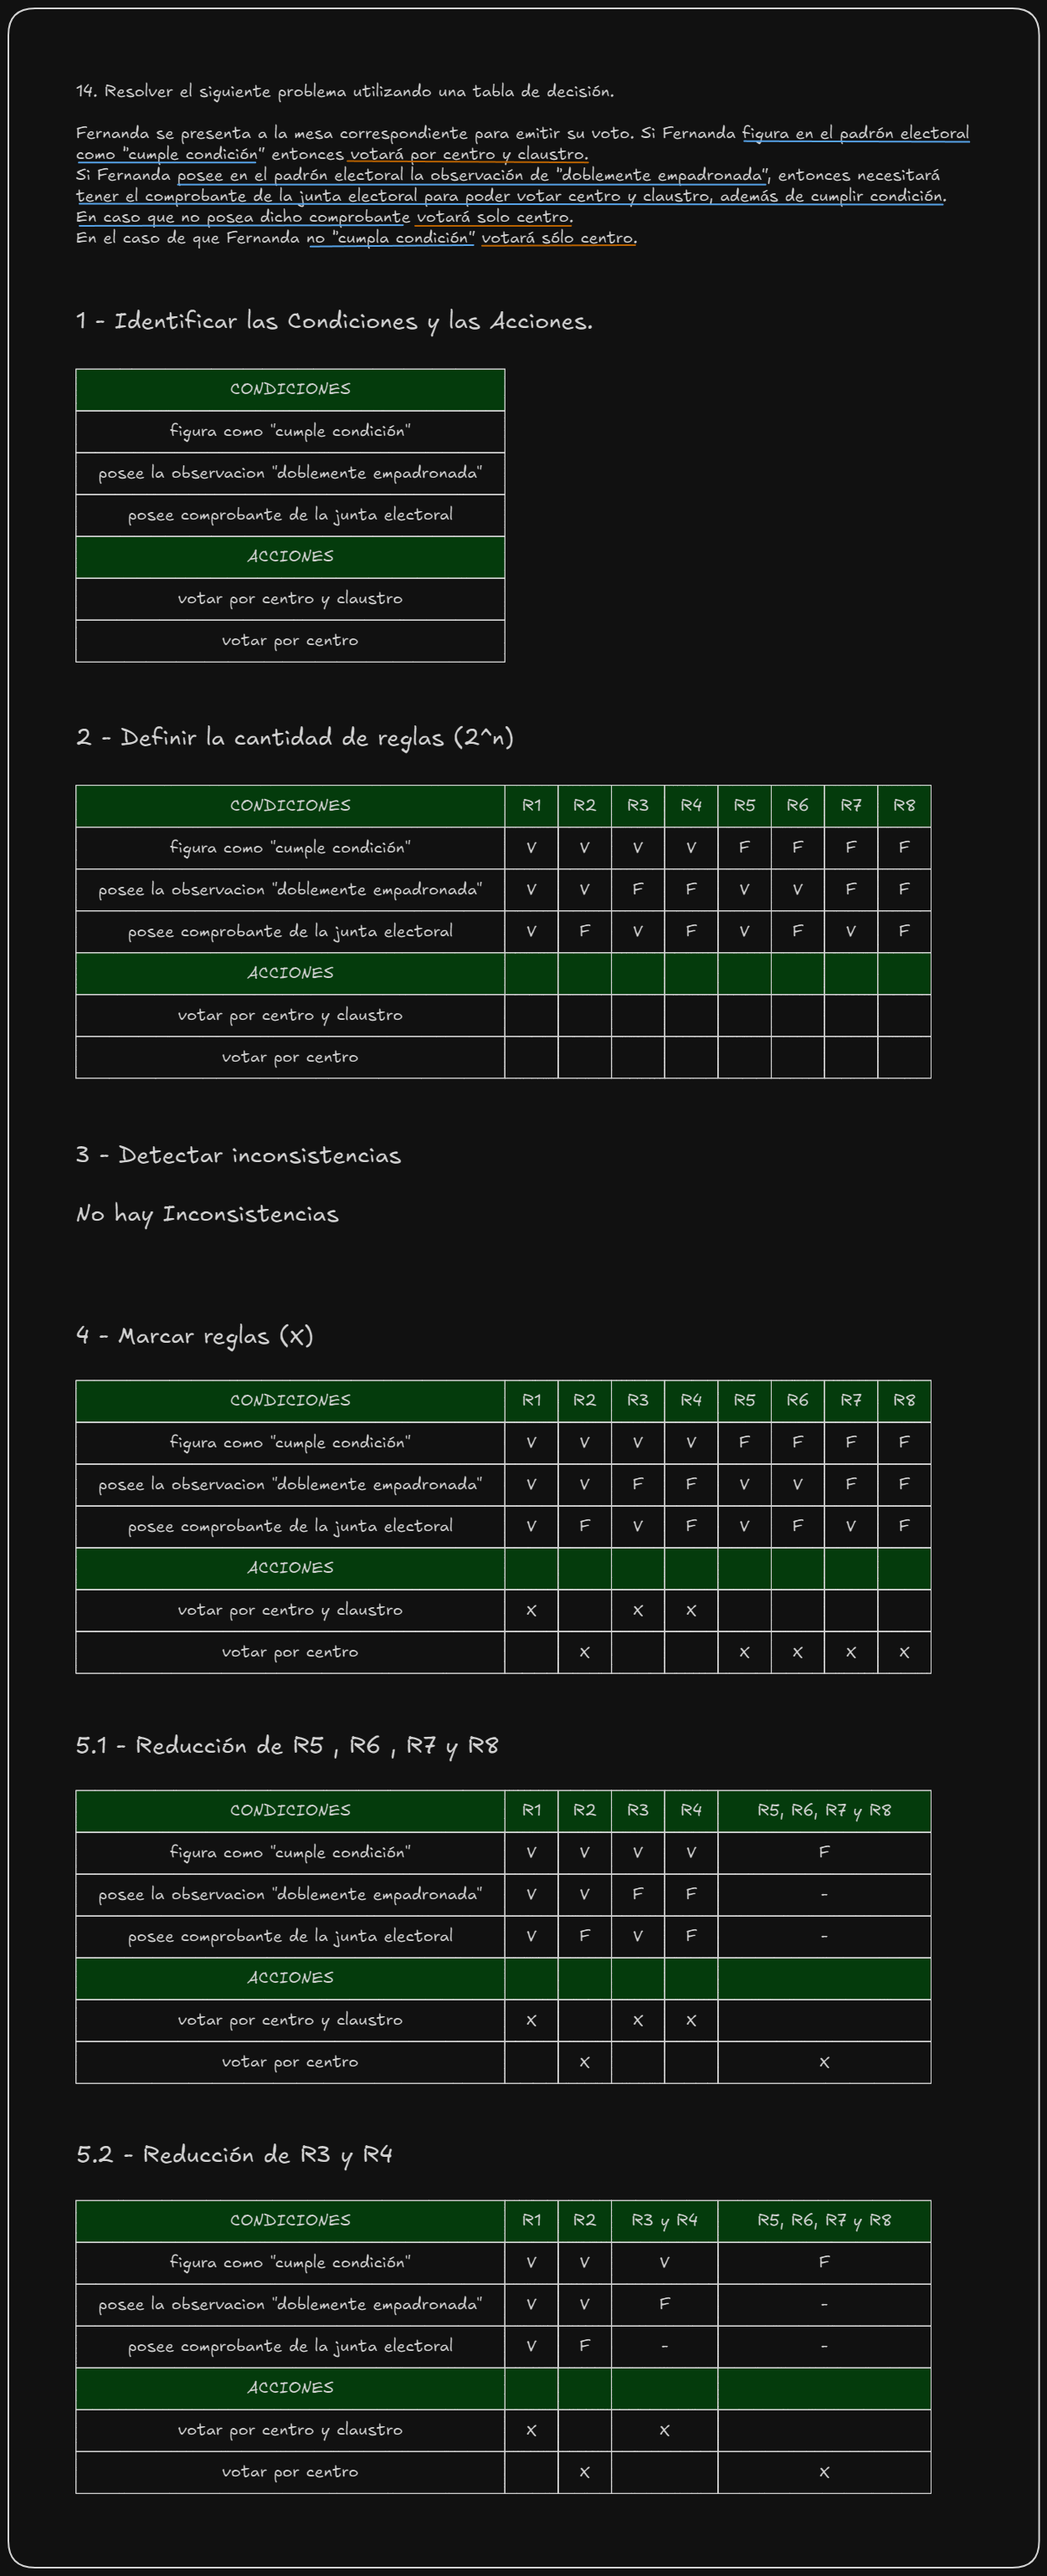 14. Resolver el siguiente problema utilizando una tabla de decisión.
Fernanda se presenta a la mesa correspondiente para emitir su voto. Si Fernanda figura en el padrón electoral
como "cumple condición" entonces votará por centro y claustro.
Si Fernanda posee en el padrón electoral la observación de "doblemente empadronada", entonces necesitará
tener el comprobante de la junta electoral para poder votar centro y claustro, además de cumplir condición.
En caso que no posea dicho comprobante votará solo centro.
En el caso de que Fernanda no "cumpla condición" votará sólo centro.
1 - Identificar las Condiciones y las Acciones.
CONDICIONES
figura como "cumple condición"
posee la observacion "doblemente empadronada"
posee comprobante de la junta electoral
ACCIONES
votar por centro y claustro
votar por centro
2 - Definir la cantidad de reglas (2^n)
CONDICIONES R1 R2 R3 R4 R5 R6 R7 R8
figura como "cumple condición" V V V V F F F F
posee la observacion "doblemente empadronada" V V F F V V F F
posee comprobante de la junta electoral V F V F V F V F
ACCIONES
votar por centro y claustro
votar por centro
3 - Detectar inconsistencias
No hay Inconsistencias
4 - Marcar reglas (X)
CONDICIONES R1 R2 R3 R4 R5 R6 R7 R8
figura como "cumple condición" V V V V F F F F
posee la observacion "doblemente empadronada" V V F F V V F F
posee comprobante de la junta electoral V F V F V F V F
ACCIONES
votar por centro y claustro X X X
votar por centro X X X X X
5.1 - Reducción de R5 , R6 , R7 y R8
CONDICIONES R1 R2 R3 R4 R5, R6, R7 y R8
figura como "cumple condición" V V V V F
posee la observacion "doblemente empadronada" V V F F -
posee comprobante de la junta electoral V F V F -
ACCIONES
votar por centro y claustro X X X
votar por centro X X
5.2 - Reducción de R3 y R4
CONDICIONES R1 R2 R3 y R4 R5, R6, R7 y R8
figura como "cumple condición" V V V F
posee la observacion "doblemente empadronada" V V F -
posee comprobante de la junta electoral V F - -
ACCIONES
votar por centro y claustro X X
votar por centro X X